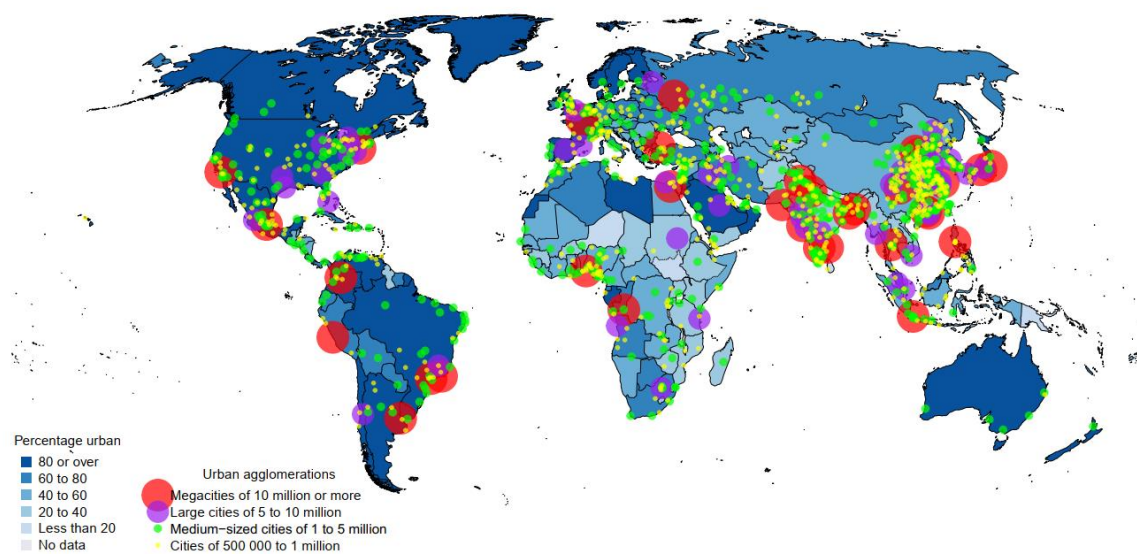 Percentage urban
80 or over
60 to 80
40 to 60
20 to 40
Less than 20
No data
Urban agglomerations
Megacities of 10 million or more
Large cities of 5 to 10 million
Medium−sized cities of 1 to 5 million
Cities of 500 000 to 1 million